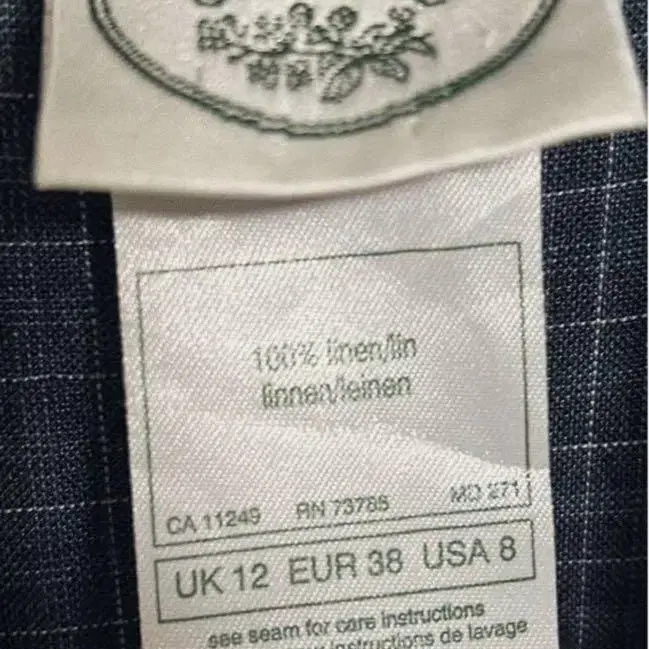 100% linen/lin
linnen/leinen
CA 11249 RN 73785 MO 271
UK 12 EUR 38 USA 8
see seam for care instructions
instructions de lavage